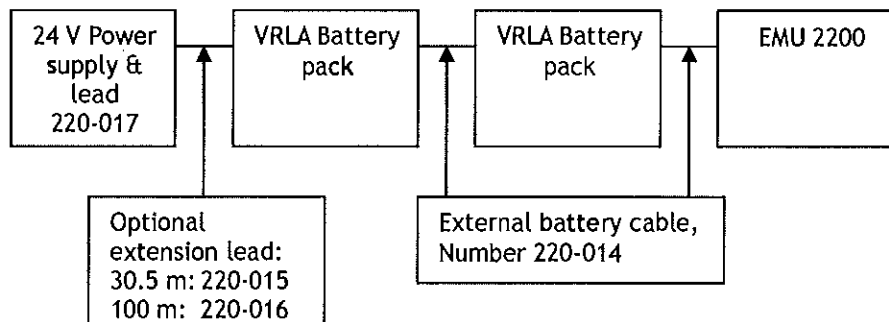 24 V Power
supply &
lead
220-017
VRLA Battery
pack
VRLA Battery
pack
EMU 2200
Optional
extension lead:
30.5 m: 220-015
100 m: 220-016
External battery cable,
Number 220-014